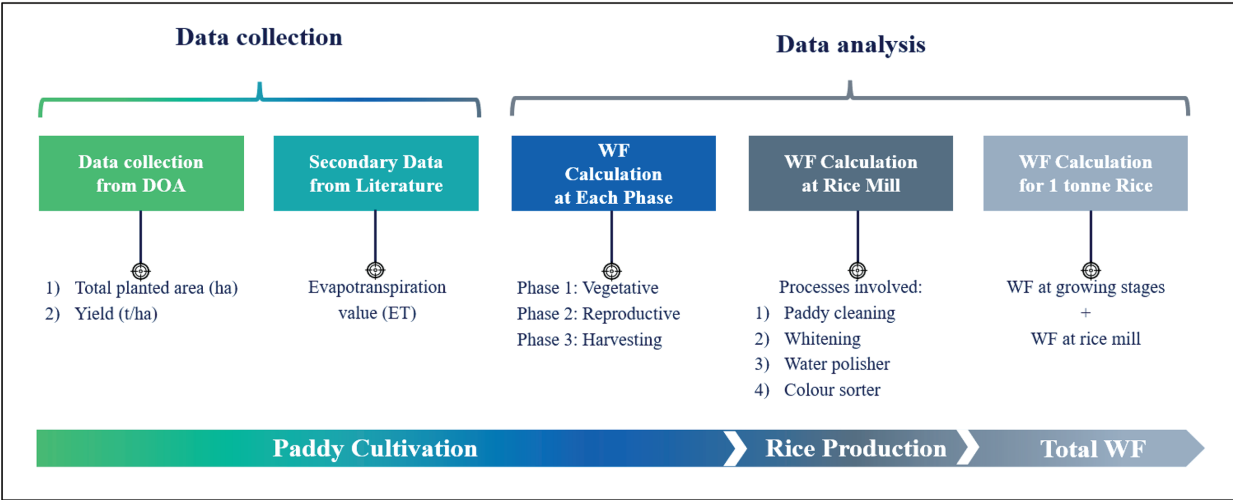 Data collection
Data analysis
Data collection
from DOA
1) Total planted area (ha)
2) Yield (t/ha)
Secondary Data
from Literature
Evapotranspiration
value (ET)
WF
Calculation
at Each Phase
Phase 1: Vegetative
Phase 2: Reproductive
Phase 3: Harvesting
WF Calculation
at Rice Mill
Processes involved:
1) Paddy cleaning
2) Whitening
3) Water polisher
4) Colour sorter
WF Calculation
for 1 tonne Rice
WF at growing stages
+
WF at rice mill
Paddy Cultivation
Rice Production
Total WF